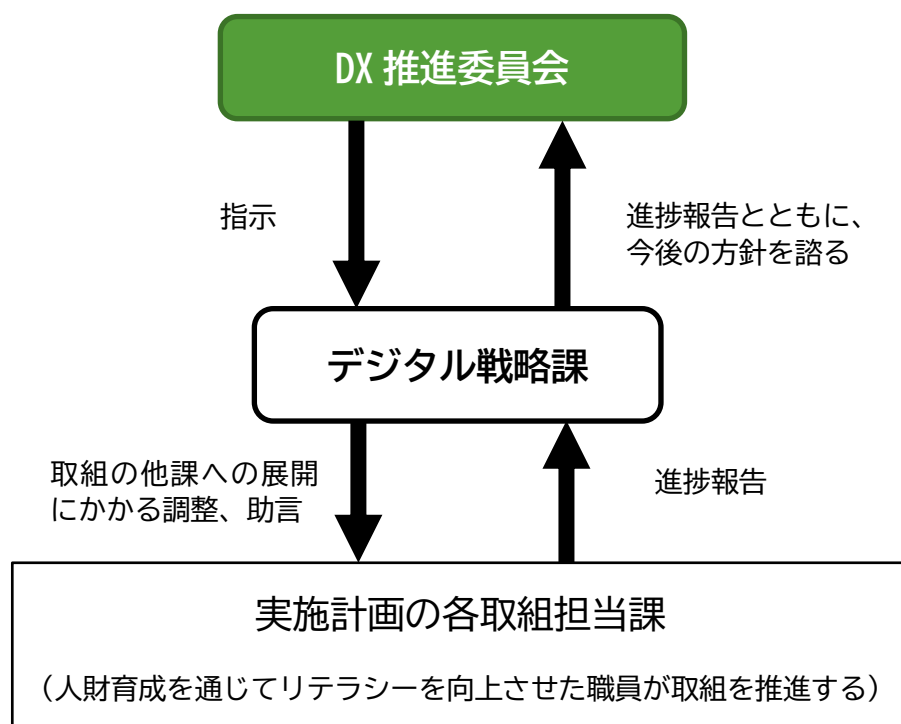 DX 推進委員会
指示
進捗報告とともに、
今後の方針を諮る
デジタル戦略課
取組の他課への展開
にかかる調整、助言
進捗報告
実施計画の各取組担当課
（人財育成を通じてリテラシーを向上させた職員が取組を推進する）